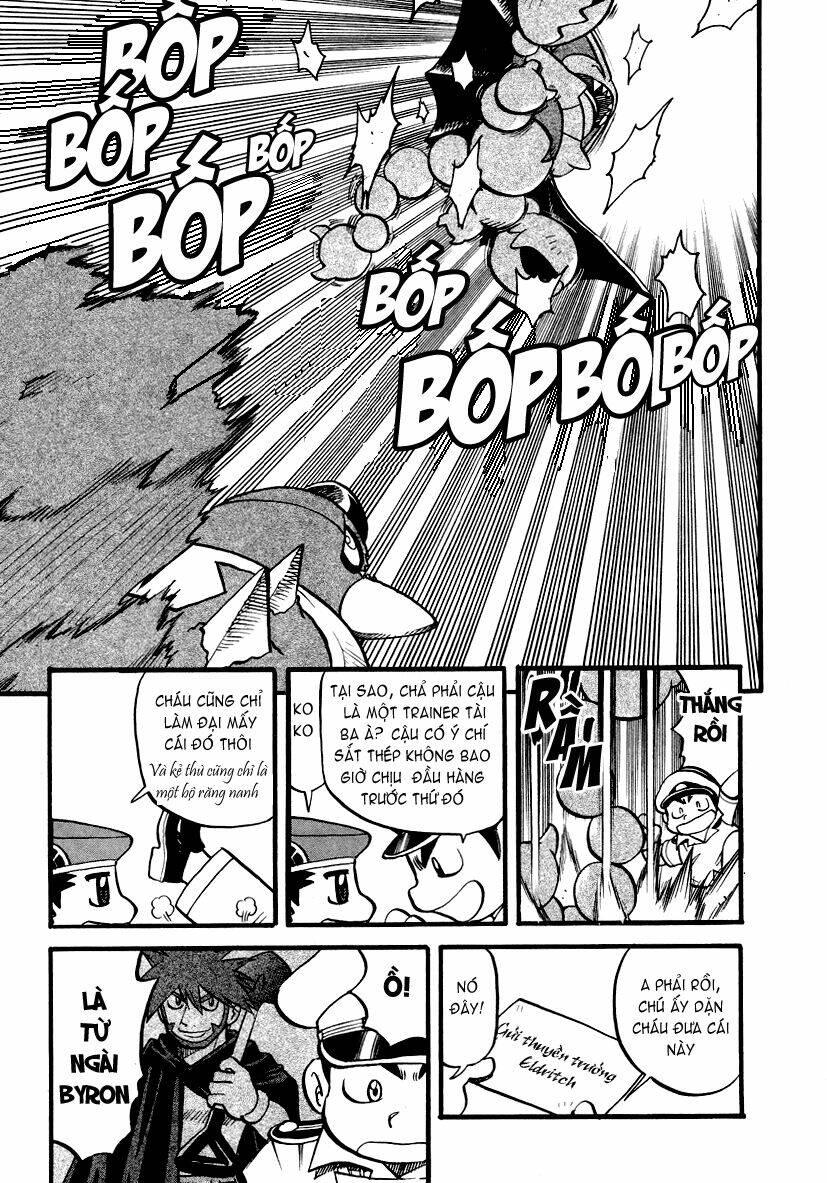 BỐP
BỐP
BỐP
BỐP
BỐP
BỐP
BỐP
BỐP
THẮNG
RỒI
RẦM
TẠI SAO, CHẢ PHẢI CẬU
LÀ MỘT TRAINER TÀI
BA À? CẬU CÓ Ý CHÍ
SẮT THÉP KHÔNG BAO
GIỜ CHỊU ĐẦU HÀNG
TRƯỚC THỨ ĐÓ
KO
KO
CHÁU CŨNG CHỈ
LÀM ĐẠI MẤY
CÁI ĐÓ THÔI
Và kẻ thù cũng chỉ là
một bộ răng nanh
A PHẢI RỒI,
CHÚ ẤY DẶN
CHÁU ĐƯA CÁI
NÀY
Gửi thuyền trưởng
Eldritch
NÓ
ĐÂY!
Ồ!
LÀ
TỪ
NGÀI
BYRON